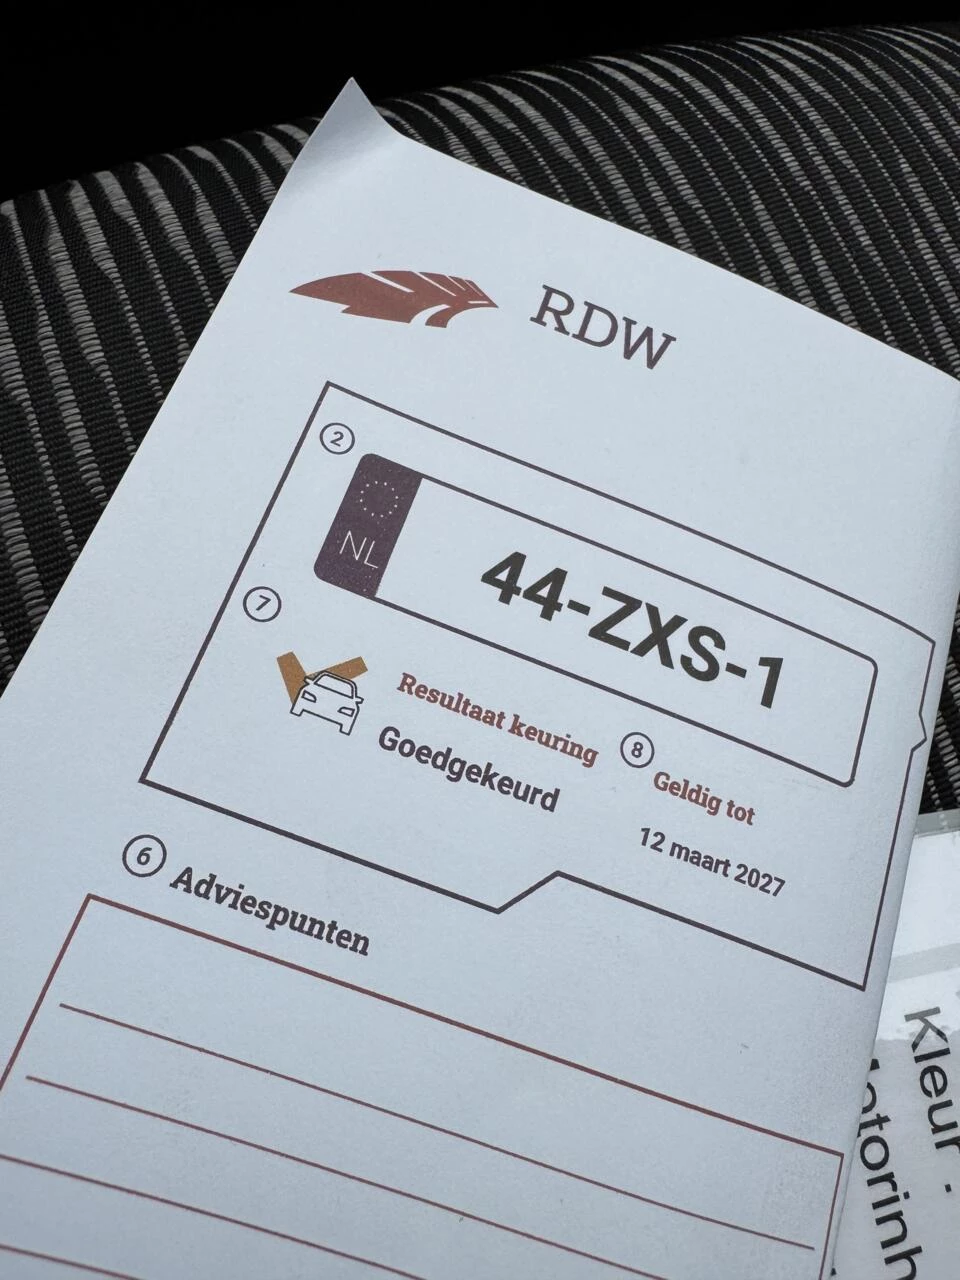 RDW
2
NL
44-ZXS-1
7
Resultaat keuring
Goedgekeurd
8
Geldig tot
12 maart 2027
6 Adviespunten
Kleur